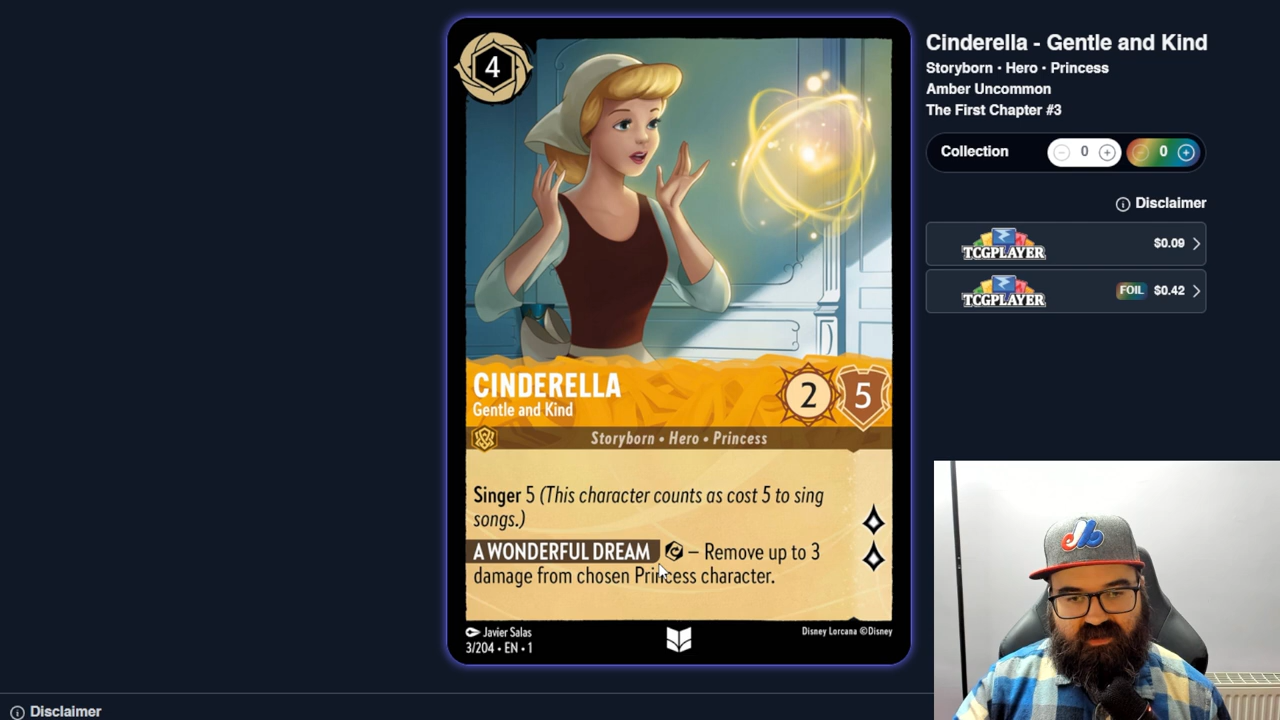 4
CINDERELLA
Gentle and Kind
2
5
Storyborn • Hero • Princess
Singer 5 (This character counts as cost 5 to sing
songs.)
A WONDERFUL DREAM — Remove up to 3
damage from chosen Princess character.
Javier Salas
3/204 • EN • 1
Disney Lorcana ©Disney
Cinderella - Gentle and Kind
Storyborn • Hero • Princess
Amber Uncommon
The First Chapter #3
Collection
0
0
Disclaimer
TCGPLAYER
$0.09
TCGPLAYER
FOIL $0.42
Disclaimer